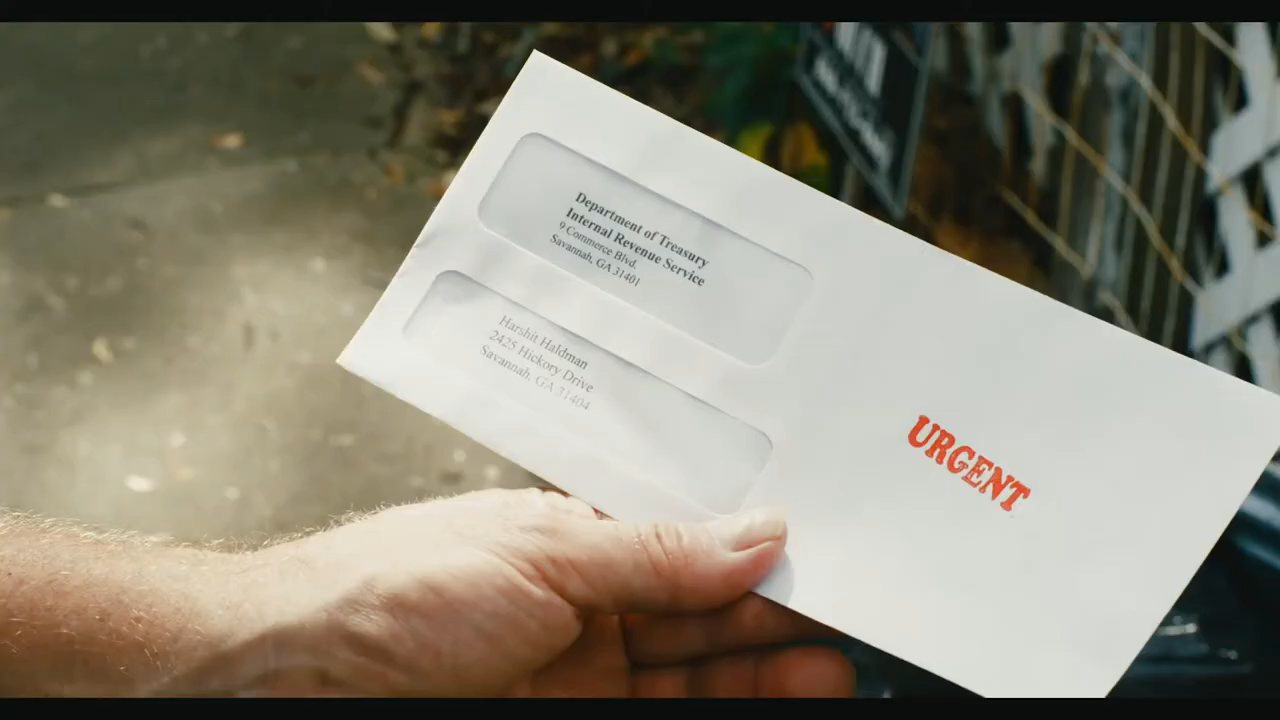 Department of Treasury
Internal Revenue Service
9 Commerce Blvd.
Savannah, GA 31401
Harshit Haldman
2425 Hickory Drive
Savannah, GA 31404
URGENT